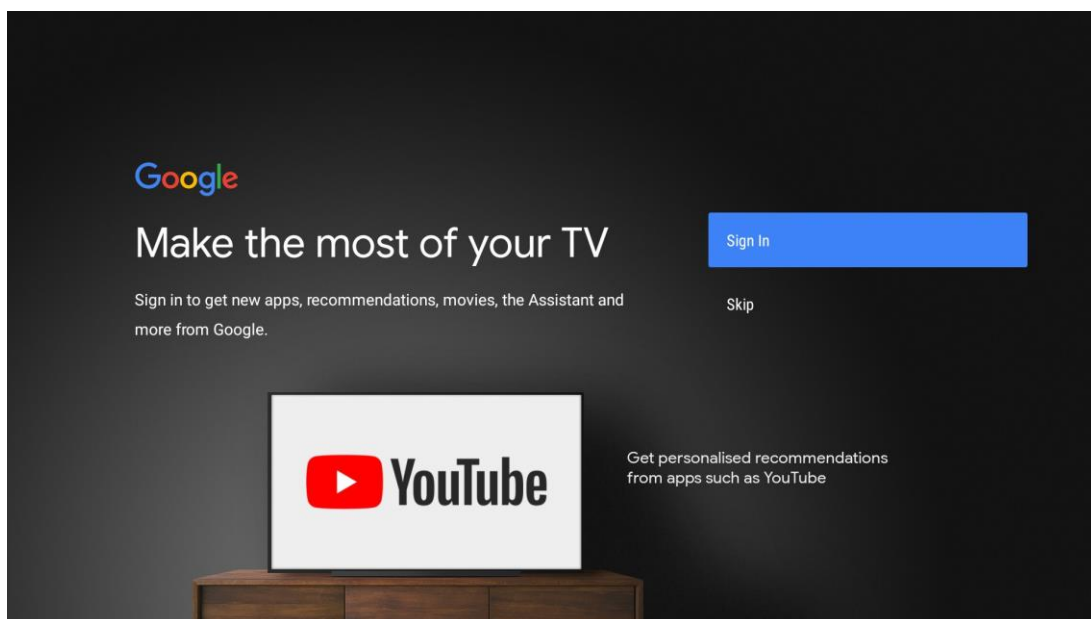 Google
Make the most of your TV
Sign in to get new apps, recommendations, movies, the Assistant and
more from Google.
Sign In
Skip
YouTube
Get personalised recommendations
from apps such as YouTube